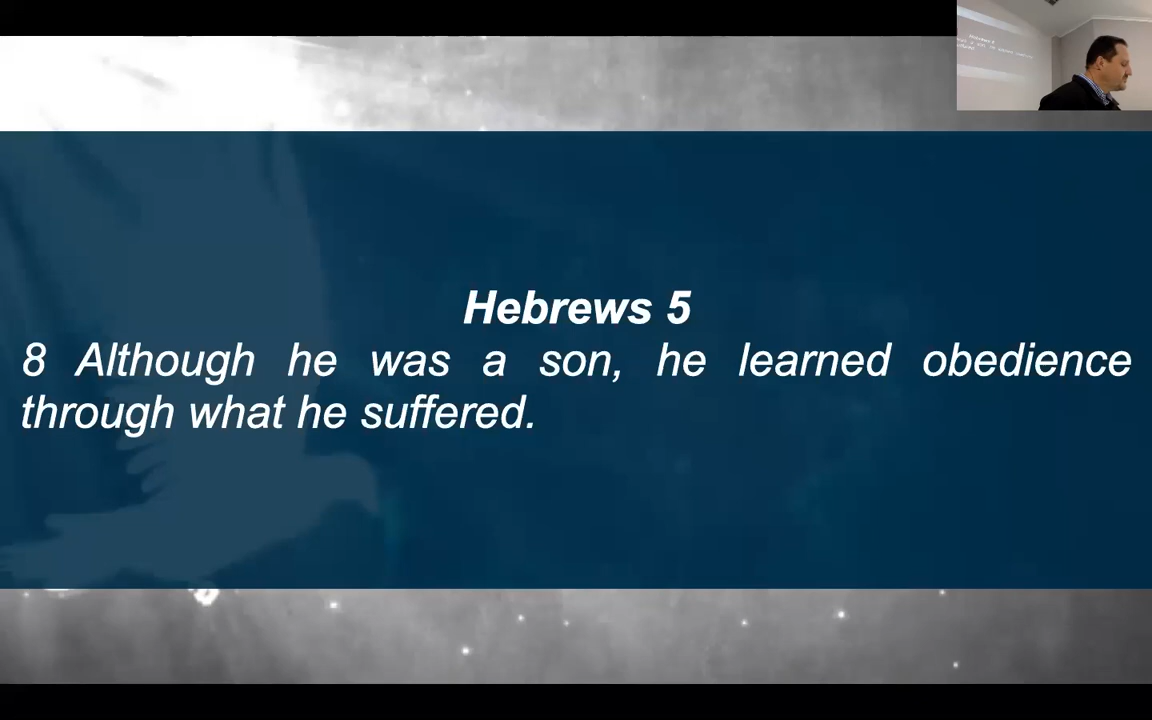 Hebrews 5
8 Although he was a son, he learned obedience
through what he suffered.